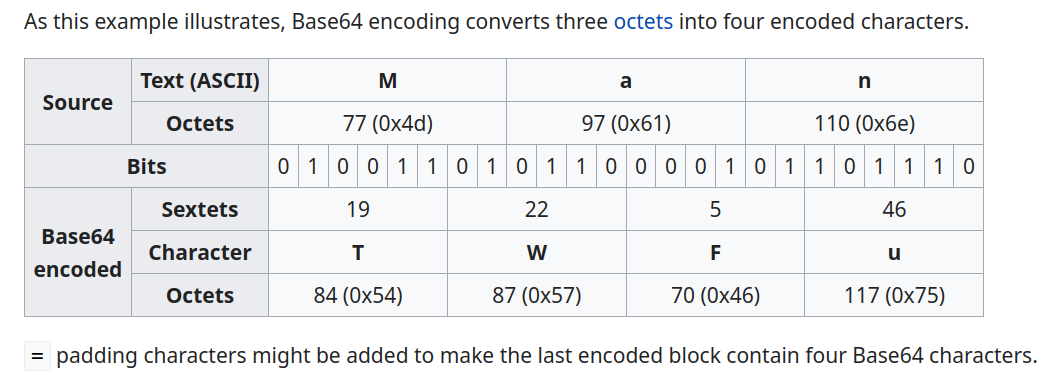 As this example illustrates, Base64 encoding converts three octets into four encoded characters.
Source Text (ASCII) M a n
Octets 77 (0x4d) 97 (0x61) 110 (0x6e)
Bits 0 1 0 0 1 1 0 1 0 1 1 0 0 0 0 1 0 1 1 0 1 1 1 0
Base64 encoded Sextets 19 22 5 46
Character T W F u
Octets 84 (0x54) 87 (0x57) 70 (0x46) 117 (0x75)
= padding characters might be added to make the last encoded block contain four Base64 characters.